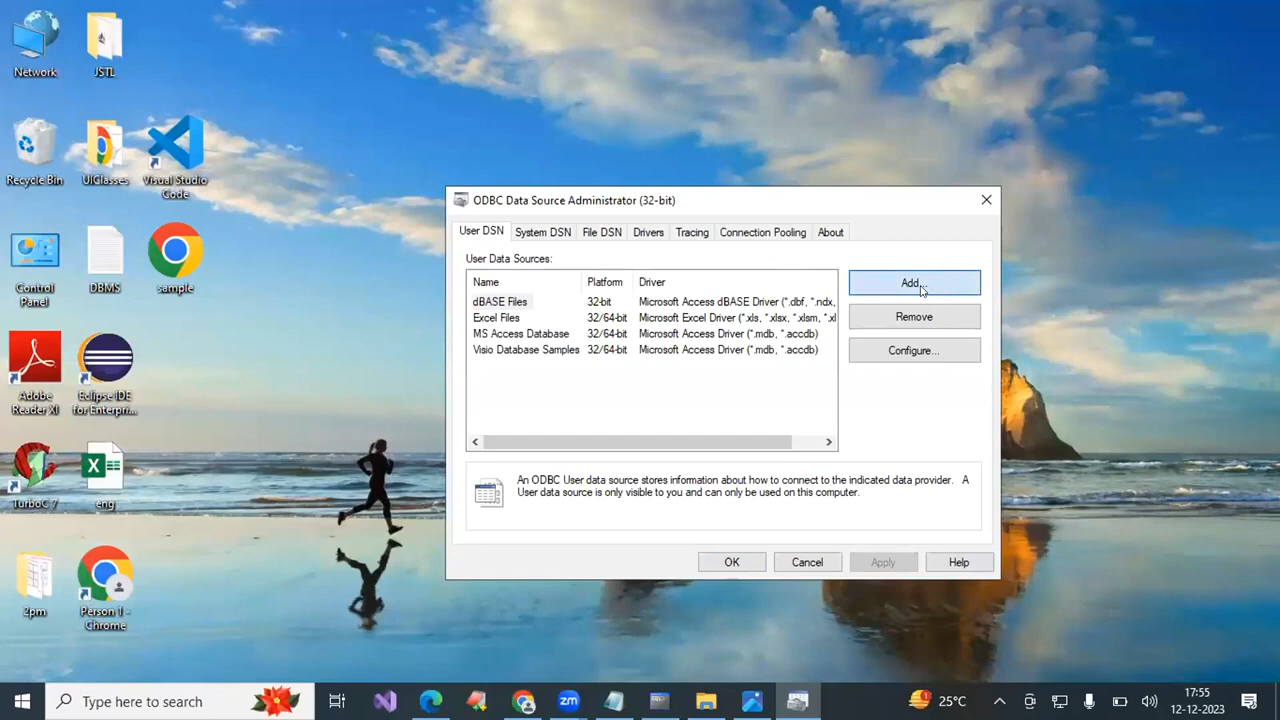 Network
JSTL
Recycle Bin
UIClasses
Visual Studio
Code
Control
Panel
DBMS
sample
Adobe
Reader XI
Eclipse IDE
for Enterpri...
TurboC 7
eng
2pm
Person 1 -
Chrome
ODBC Data Source Administrator (32-bit)
User DSN System DSN File DSN Drivers Tracing Connection Pooling About
User Data Sources:
Name Platform Driver
dBASE Files 32-bit Microsoft Access dBASE Driver (*.dbf, *.ndx,
Excel Files 32/64-bit Microsoft Excel Driver (*.xls, *.xlsx, *.xlsm, *.xl
MS Access Database 32/64-bit Microsoft Access Driver (*.mdb, *.accdb)
Visio Database Samples 32/64-bit Microsoft Access Driver (*.mdb, *.accdb)
Add...
Remove
Configure...
An ODBC User data source stores information about how to connect to the indicated data provider. A
User data source is only visible to you and can only be used on this computer.
OK Cancel Apply Help
Type here to search
zm
1
25°C
17:55
12-12-2023